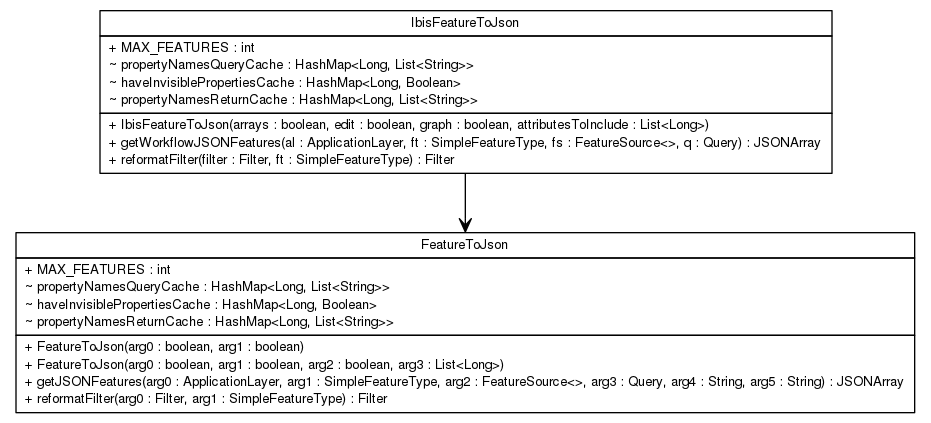 IbisFeatureToJson
+ MAX_FEATURES : int
~ propertyNamesQueryCache : HashMap<Long, List<String>>
~ haveInvisiblePropertiesCache : HashMap<Long, Boolean>
~ propertyNamesReturnCache : HashMap<Long, List<String>>
+ IbisFeatureToJson(arrays : boolean, edit : boolean, graph : boolean, attributesToInclude : List<Long>)
+ getWorkflowJSONFeatures(al : ApplicationLayer, ft : SimpleFeatureType, fs : FeatureSource<>, q : Query) : JSONArray
+ reformatFilter(filter : Filter, ft : SimpleFeatureType) : Filter
FeatureToJson
+ MAX_FEATURES : int
~ propertyNamesQueryCache : HashMap<Long, List<String>>
~ haveInvisiblePropertiesCache : HashMap<Long, Boolean>
~ propertyNamesReturnCache : HashMap<Long, List<String>>
+ FeatureToJson(arg0 : boolean, arg1 : boolean)
+ FeatureToJson(arg0 : boolean, arg1 : boolean, arg2 : boolean, arg3 : List<Long>)
+ getJSONFeatures(arg0 : ApplicationLayer, arg1 : SimpleFeatureType, arg2 : FeatureSource<>, arg3 : Query, arg4 : String, arg5 : String) : JSONArray
+ reformatFilter(arg0 : Filter, arg1 : SimpleFeatureType) : Filter